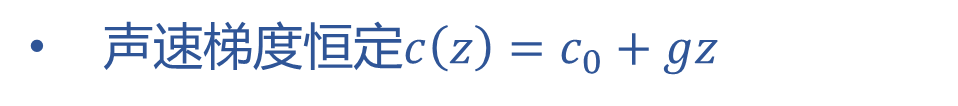 • 声速梯度恒定c(z) = c₀ + gz